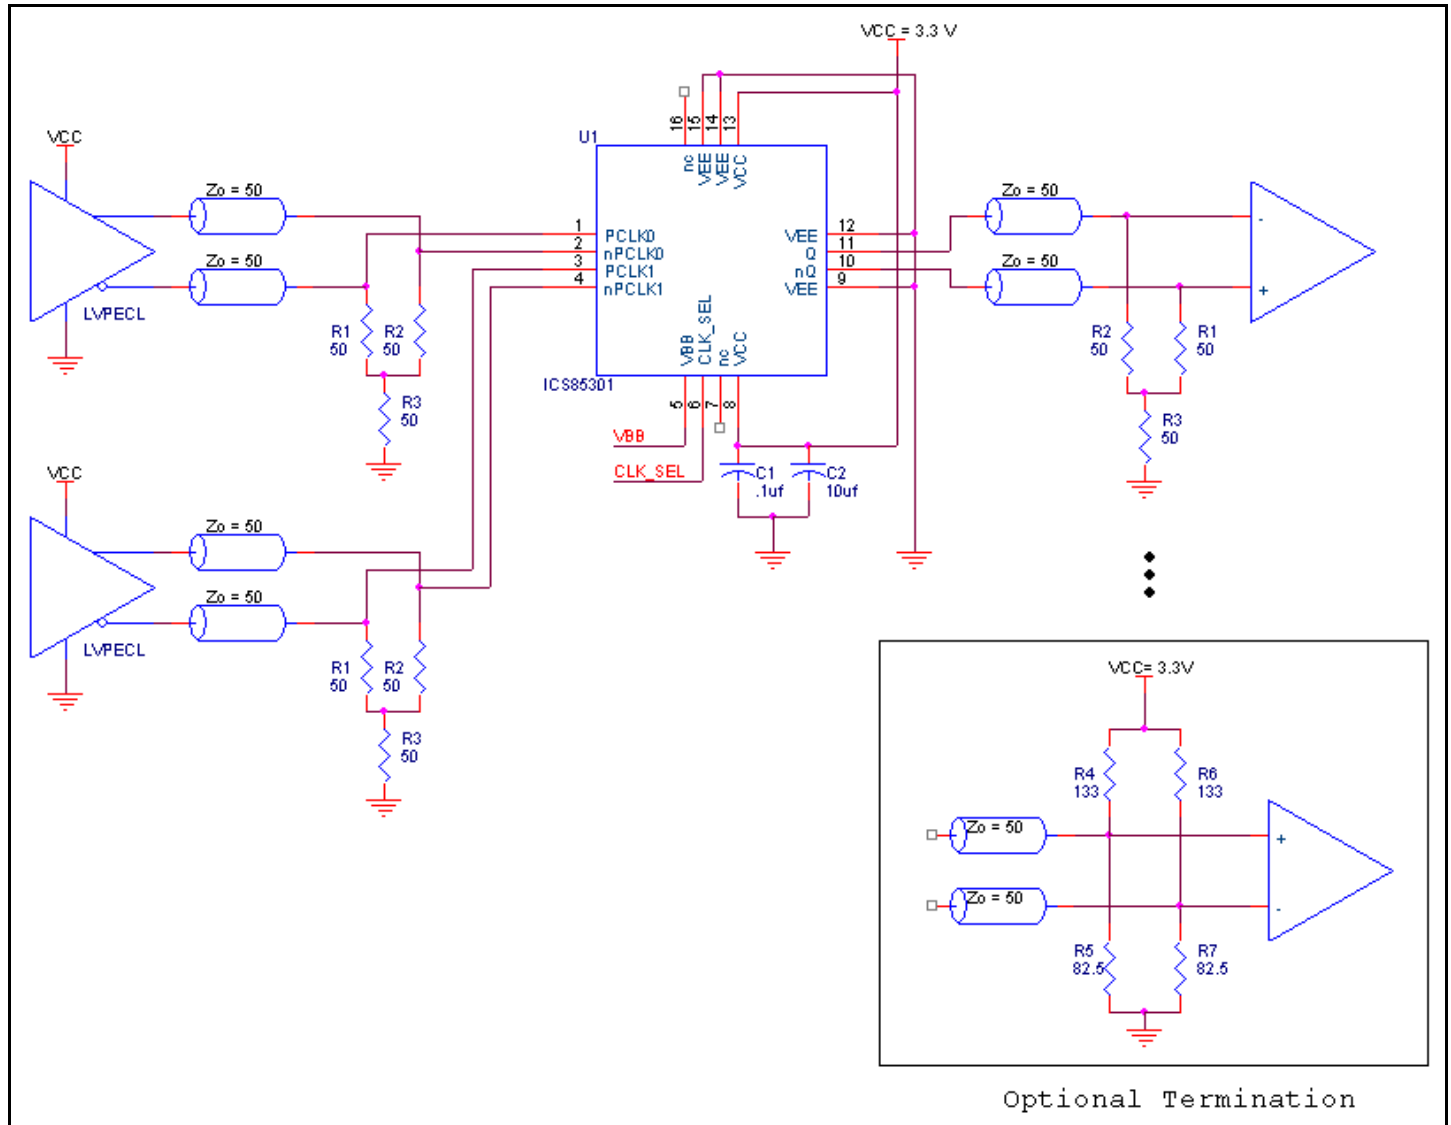 VCC = 3.3 V
16
15
14
13
U1
nc
VEE
VEE
VCC
VCC
Zo = 50
Zo = 50
LVPECL
R1
50
R2
50
R3
50
1
PCLK0
2
nPCLK0
3
PCLK1
4
nPCLK1
VEE
12
Q
11
nQ
10
VEE
9
VBB
CLK_SEL
nc
VCC
ICS85301
5
6
7
8
VBB
CLK_SEL
C1
.1uf
C2
10uf
Zo = 50
Zo = 50
-
+
R2
50
R1
50
R3
50
VCC
Zo = 50
Zo = 50
LVPECL
R1
50
R2
50
R3
50
VCC= 3.3V
R4
133
R6
133
Zo = 50
+
Zo = 50
-
R5
82.5
R7
82.5
Optional Termination